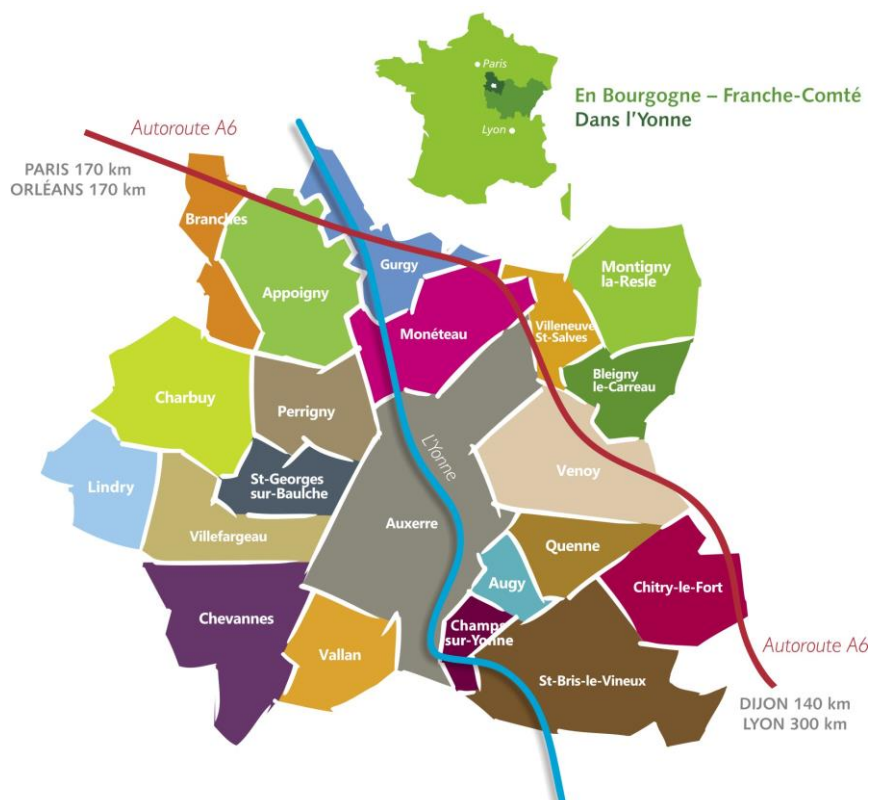 Paris
Lyon
En Bourgogne – Franche-Comté
Dans l'Yonne
Autoroute A6
PARIS 170 km
ORLÉANS 170 km
Branches
Appoigny
Gurgy
Montigny
la-Resle
Monéteau
Villeneuve
St-Salves
Bleigny
le-Carreau
Charbuy
Perrigny
L'Yonne
Venoy
Lindry
St-Georges
sur-Baulche
Auxerre
Villefargeau
Quenne
Augy
Chitry-le-Fort
Chevannes
Vallan
Champs
sur-Yonne
St-Bris-le-Vineux
Autoroute A6
DIJON 140 km
LYON 300 km